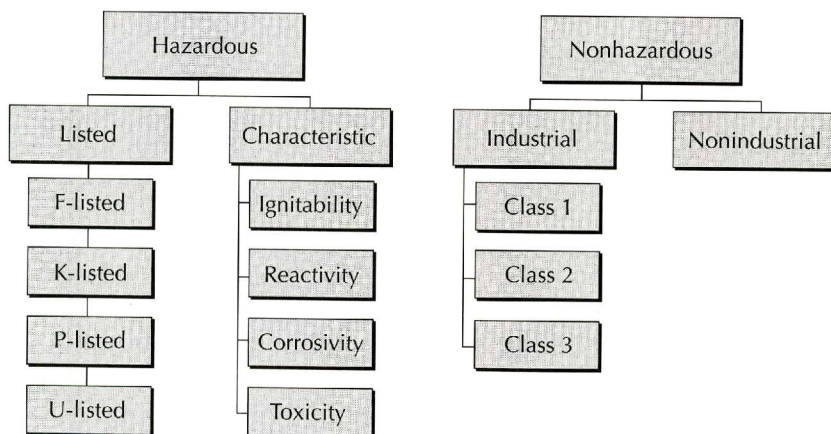 Hazardous
Listed
F-listed
K-listed
P-listed
U-listed
Characteristic
Ignitability
Reactivity
Corrosivity
Toxicity
Nonhazardous
Industrial
Class 1
Class 2
Class 3
Nonindustrial